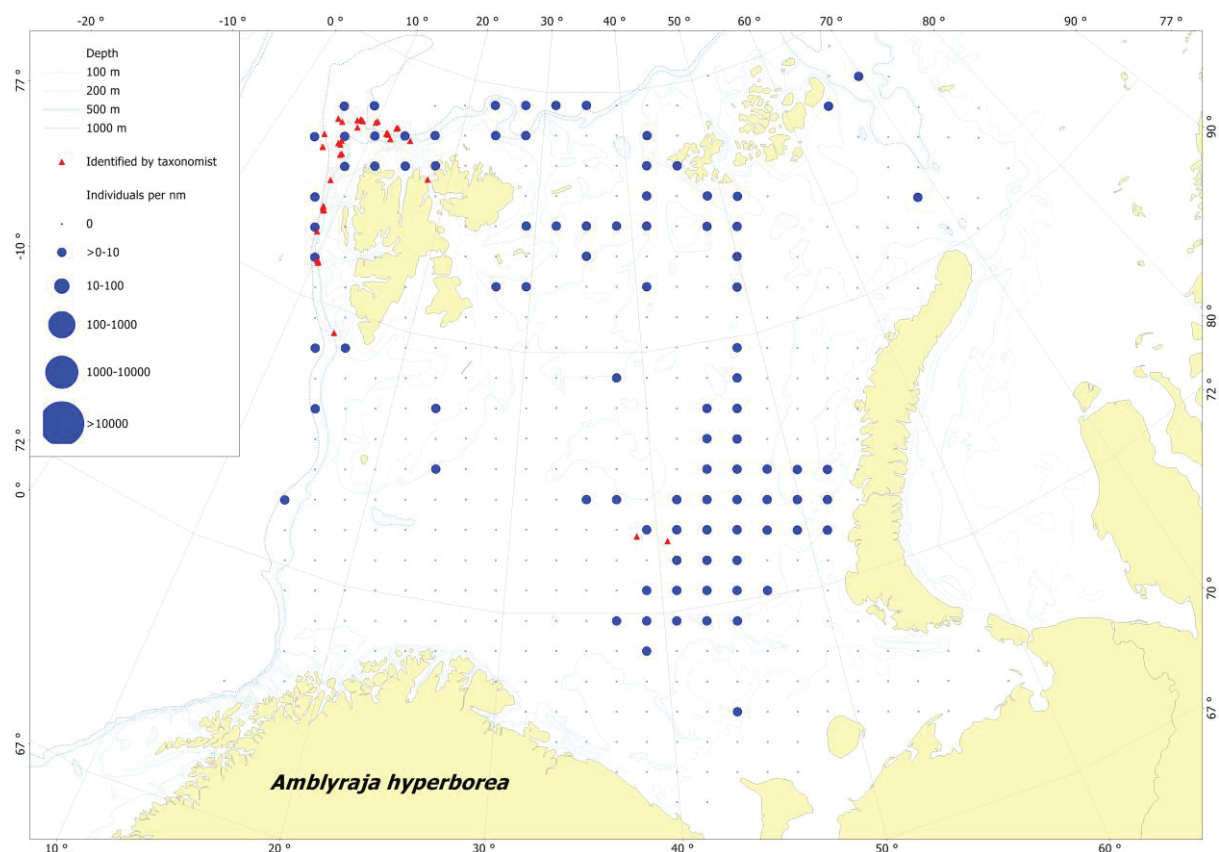 -20 ° -10 ° 0 ° 10 ° 20 ° 30 ° 40 ° 50 ° 60 ° 70 ° 80 ° 90 ° 77 °
Depth
100 m
200 m
500 m
1000 m
Identified by taxonomist
Individuals per nm
0
>0-10
10-100
100-1000
1000-10000
>10000
77 °
-10 °
72 °
0 °
67 °
90 °
80 °
72 °
70 °
67 °
Amblyraja hyperborea
10 ° 20 ° 30 ° 40 ° 50 ° 60 °